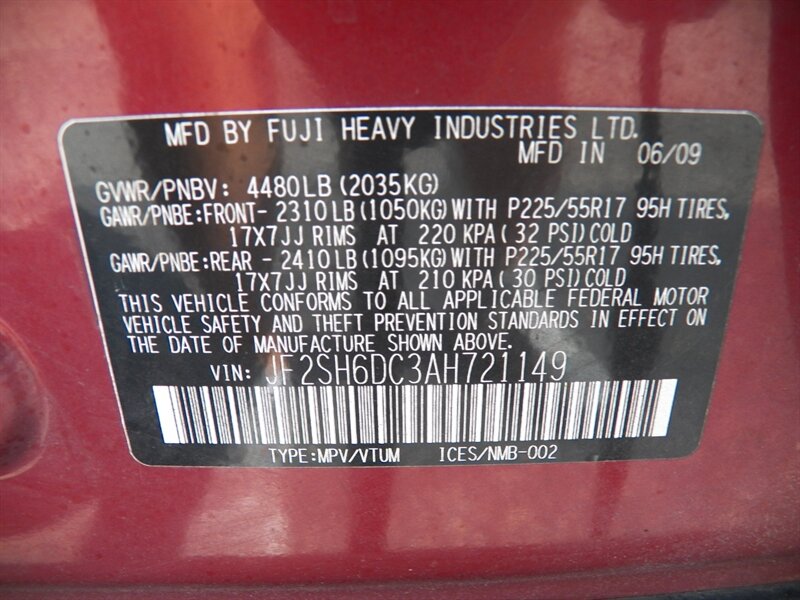 MFD BY FUJI HEAVY INDUSTRIES LTD.
MFD IN 06/09
GVWR/PNBV: 4480LB (2035KG)
GAWR/PNBE:FRONT- 2310LB (1050KG) WITH P225/55R17 95H TIRES,
17X7JJ RIMS AT 220 KPA ( 32 PSI) COLD
GAWR/PNBE:REAR - 2410LB (1095KG) WITH P225/55R17 95H TIRES,
17X7JJ RIMS AT 210 KPA ( 30 PSI) COLD
THIS VEHICLE CONFORMS TO ALL APPLICABLE FEDERAL MOTOR
VEHICLE SAFETY AND THEFT PREVENTION STANDARDS IN EFFECT ON
THE DATE OF MANUFACTURE SHOWN ABOVE.
VIN: JF2SH6DC3AH721149
TYPE:MPV/VTUM ICES/NMB-002